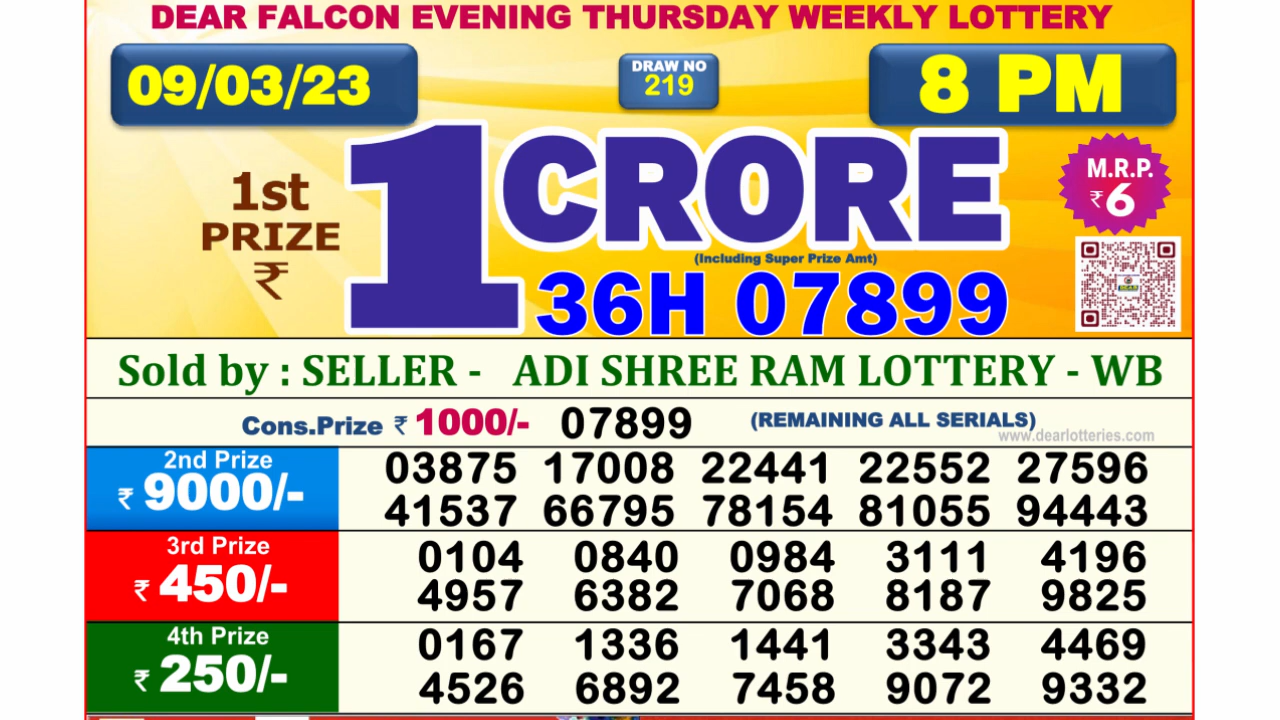 DEAR FALCON EVENING THURSDAY WEEKLY LOTTERY
09/03/23
DRAW NO
219
8 PM
1st
PRIZE
₹
1 CRORE
(Including Super Prize Amt)
36H 07899
M.R.P.
₹6
Sold by : SELLER - ADI SHREE RAM LOTTERY - WB
Cons.Prize ₹ 1000/- 07899 (REMAINING ALL SERIALS)
www.dearlotteries.com
2nd Prize
₹ 9000/-
03875 17008 22441 22552 27596
41537 66795 78154 81055 94443
3rd Prize
₹ 450/-
0104 0840 0984 3111 4196
4957 6382 7068 8187 9825
4th Prize
₹ 250/-
0167 1336 1441 3343 4469
4526 6892 7458 9072 9332